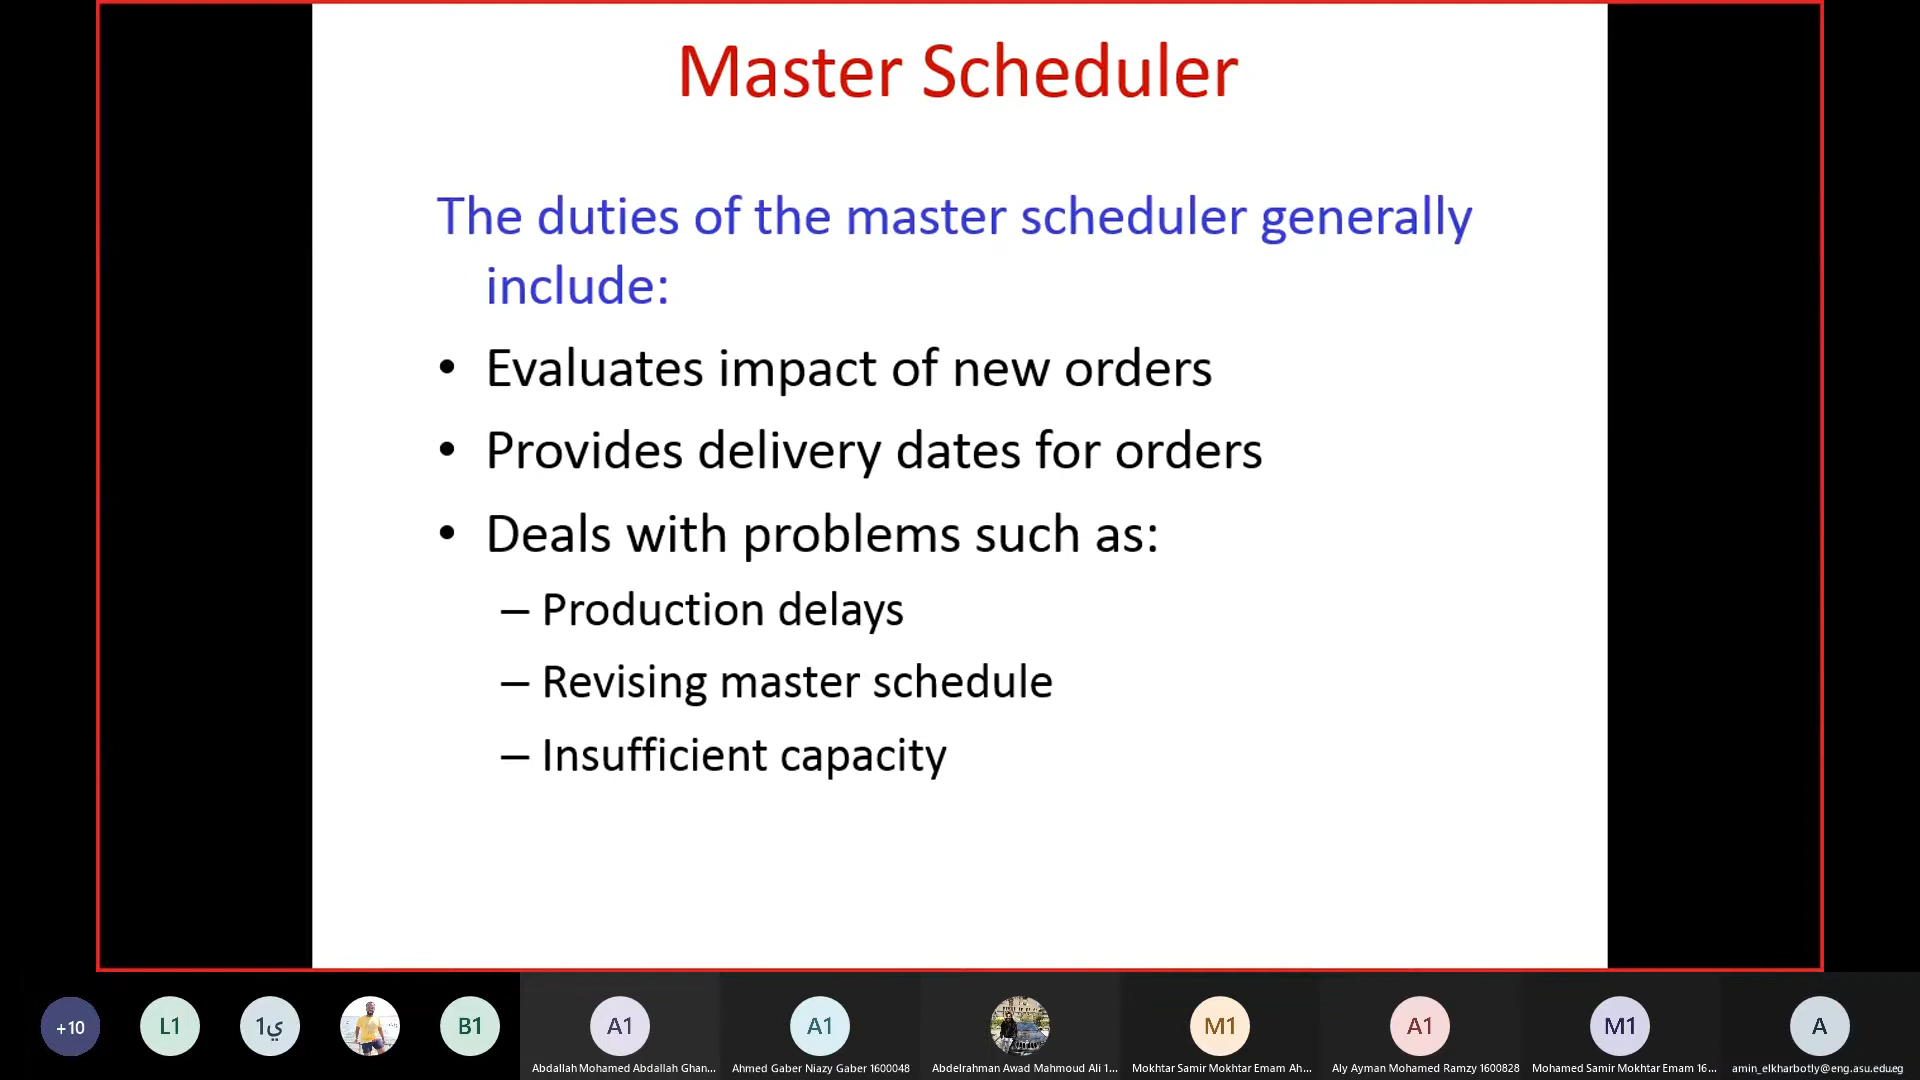 Master Scheduler
The duties of the master scheduler generally
include:
• Evaluates impact of new orders
• Provides delivery dates for orders
• Deals with problems such as:
– Production delays
– Revising master schedule
– Insufficient capacity
+10
L1
ي1
B1
A1
A1
M1
A1
M1
A
Abdallah Mohamed Abdallah Ghan...
Ahmed Gaber Niazy Gaber 1600048
Abdelrahman Awad Mahmoud Ali 1...
Mokhtar Samir Mokhtar Emam Ah...
Aly Ayman Mohamed Ramzy 1600828
Mohamed Samir Mokhtar Emam 16...
amin_elkharbotly@eng.asu.edu.eg